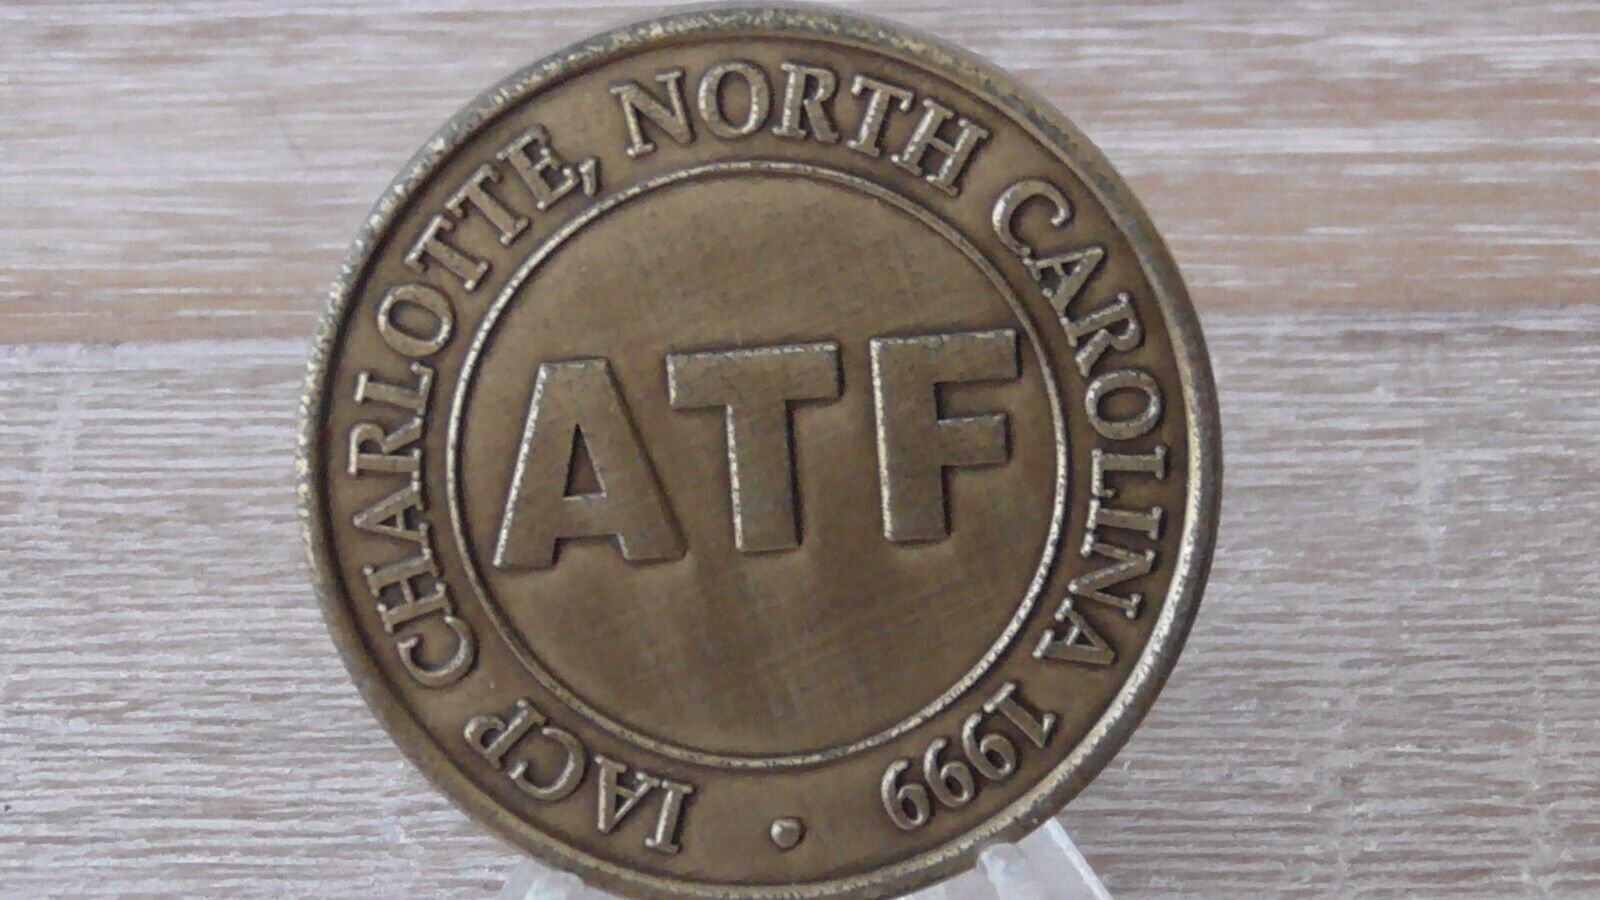 IACP CHARLOTTE, NORTH CAROLINA 1999 •
ATF